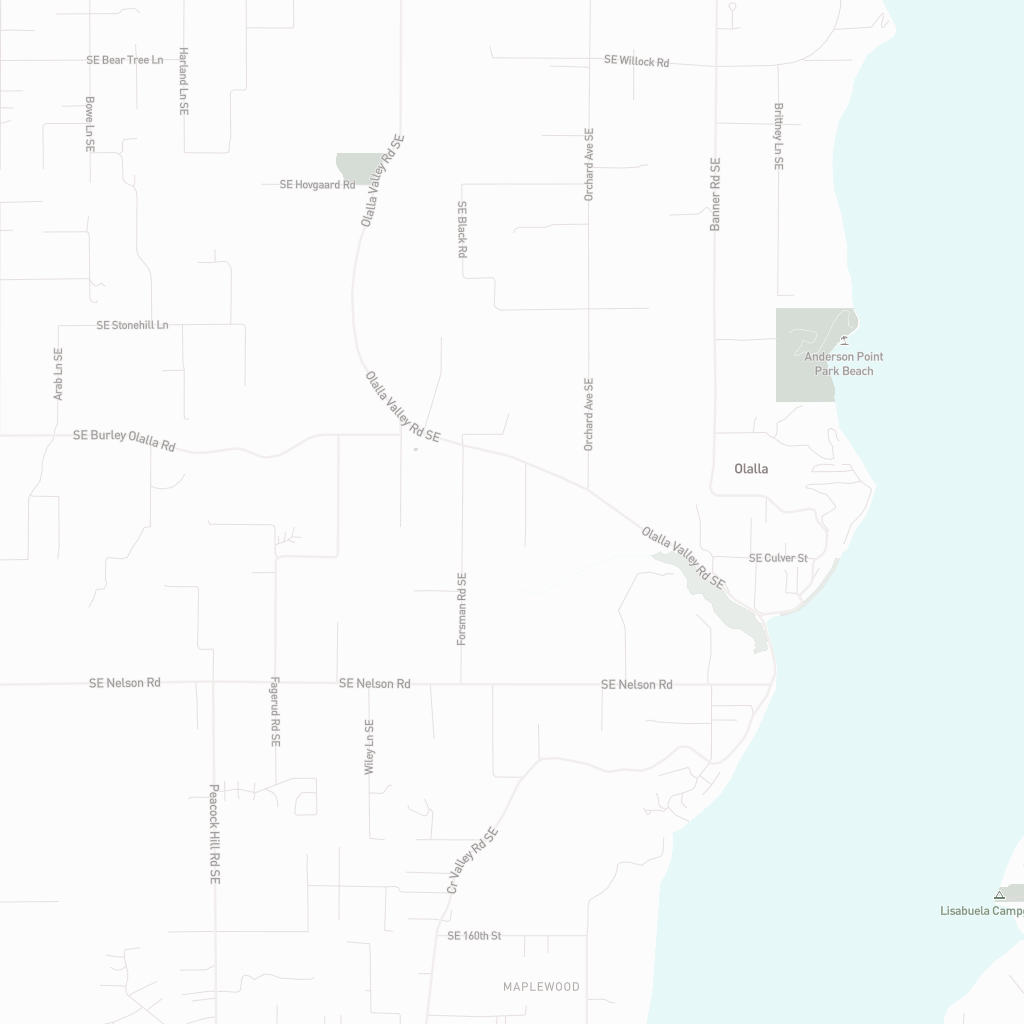 SE Bear Tree Ln
Harland Ln SE
SE Willock Rd
Bowe Ln SE
Brittney Ln SE
Olalla Valley Rd SE
Orchard Ave SE
Banner Rd SE
SE Hovgaard Rd
SE Black Rd
SE Stonehill Ln
Arab Ln SE
Anderson Point
Park Beach
Olalla Valley Rd SE
Orchard Ave SE
SE Burley Olalla Rd
Olalla
Olalla Valley Rd SE
SE Culver St
Forsman Rd SE
SE Nelson Rd
SE Nelson Rd
SE Nelson Rd
Fagerud Rd SE
Wiley Ln SE
Peacock Hill Rd SE
Cr Valley Rd SE
Lisabuela Camp
SE 160th St
MAPLEWOOD